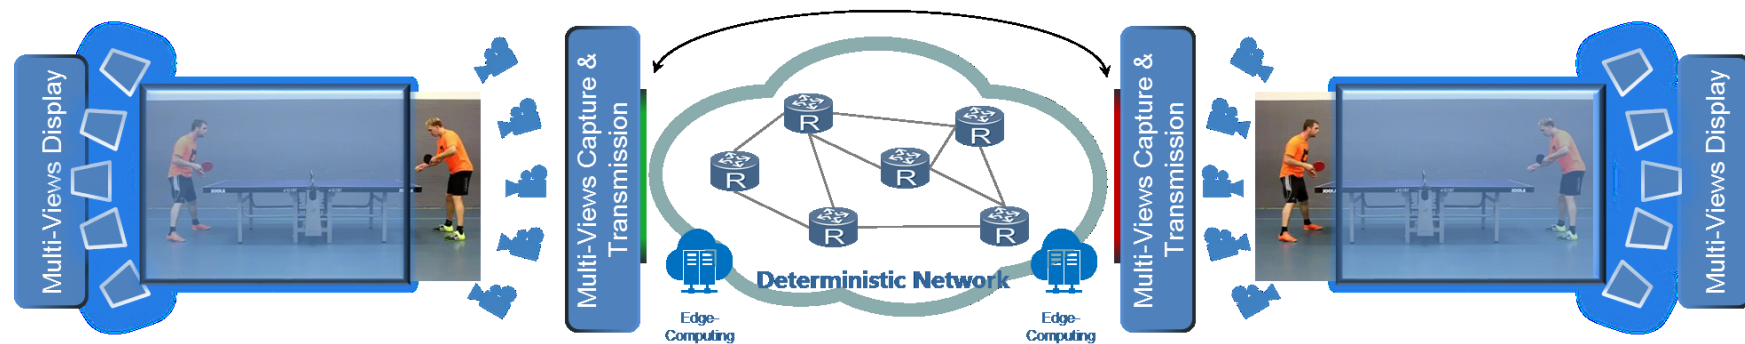 Multi-Views Display
Multi-Views Capture &
Transmission
R
R
R
R
R
R
Deterministic Network
Edge-
Computing
Edge-
Computing
Multi-Views Capture &
Transmission
Multi-Views Display